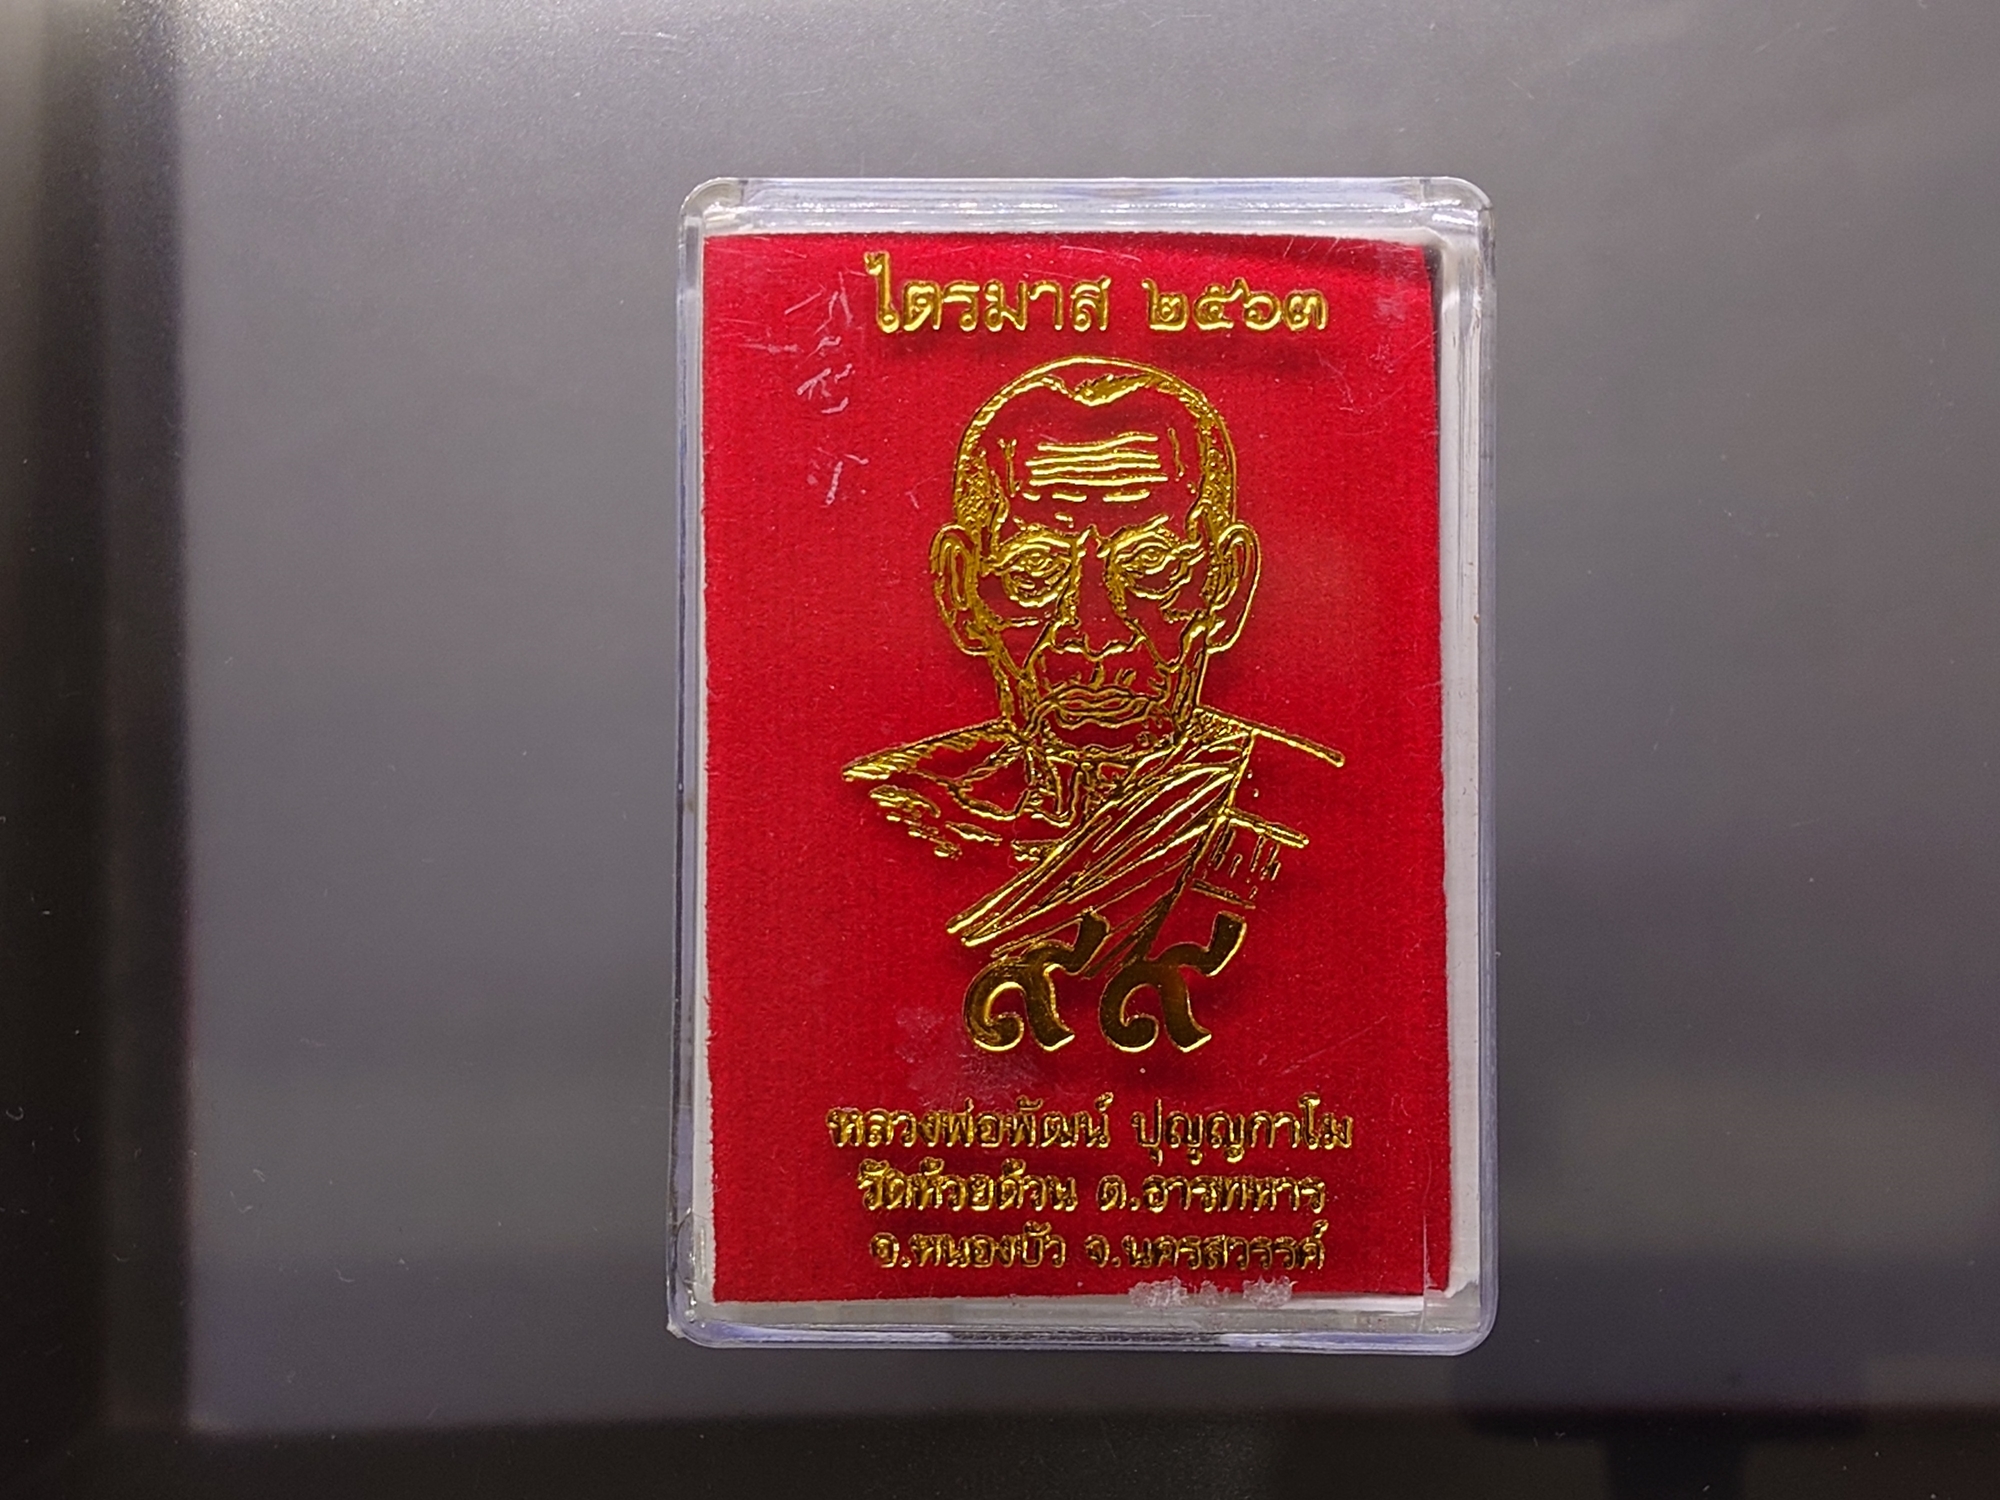 ไตรมาส ๒๕๖๓
๙๙
หลวงพ่อพัฒน์ ปุญญกาโม
วัดห้วยด้วน ต.ธารทหาร
อ.หนองบัว จ.นครสวรรค์